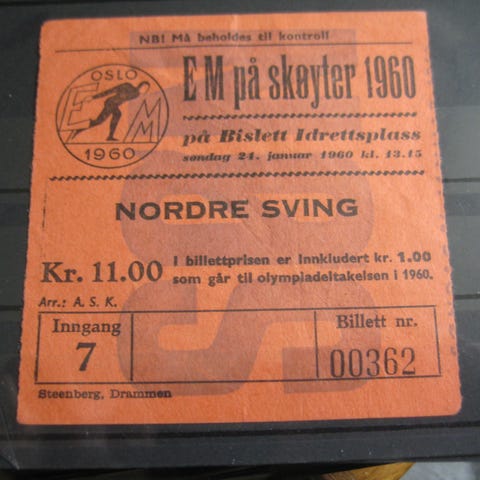 NB! Må beholdes til kontroll
OSLO
E M
1960
E M på skøyter 1960
på Bislett Idrettsplass
søndag 24. januar 1960 kl. 13.15
NORDRE SVING
Kr. 11.00
I billettprisen er innkludert kr. 1.00
som går til olympiadeltakelsen i 1960.
Arr.: A. S. K.
Inngang
7
Billett nr.
00362
Steenberg, Drammen